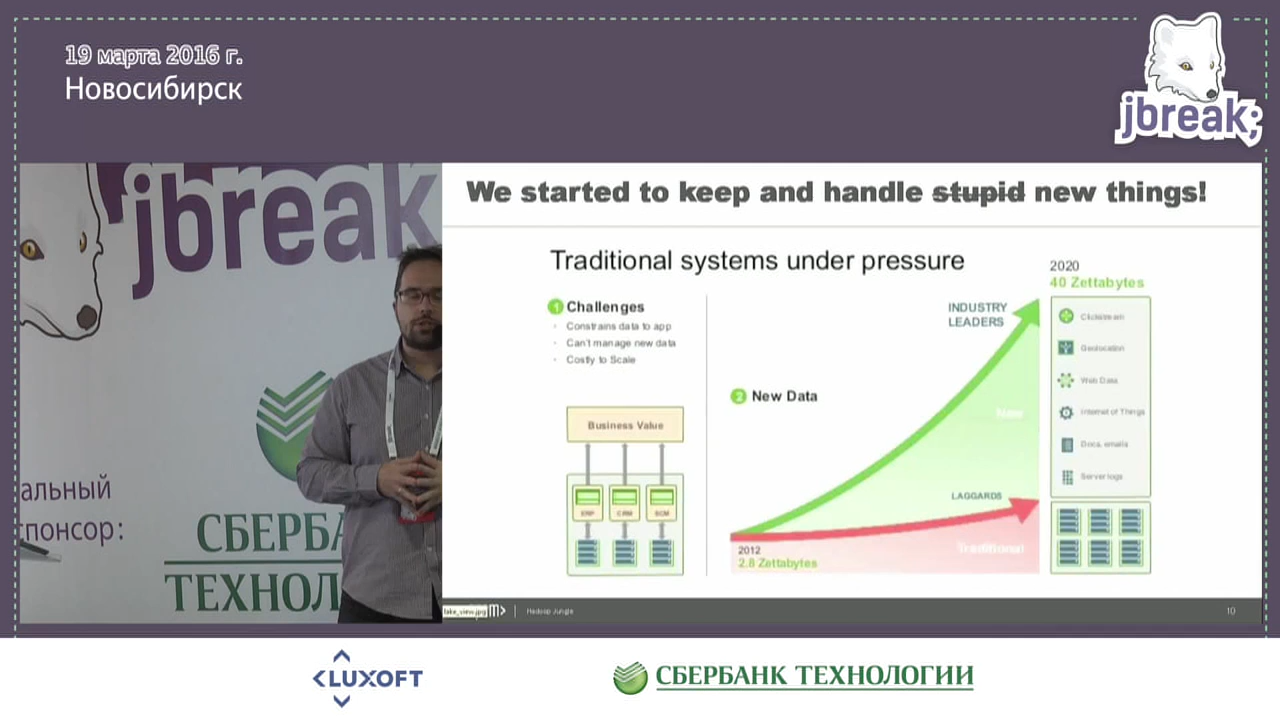 19 марта 2016 г.
Новосибирск
jbreak;
jbreak
альный
понсор:
СБЕРБА
ТЕХНОЛ
We started to keep and handle stupid new things!
Traditional systems under pressure
1 Challenges
· Constrains data to app
· Can't manage new data
· Costly to Scale
Business Value
ERP CRM SCM
2 New Data
INDUSTRY
LEADERS
New
LAGGARDS
Traditional
2012
2.8 Zettabytes
2020
40 Zettabytes
Clickstream
Geolocation
Web Data
Internet of Things
Docs, emails
Server logs
m>
Hadoop Jungle
10
<LUXOFT
СБЕРБАНК ТЕХНОЛОГИИ